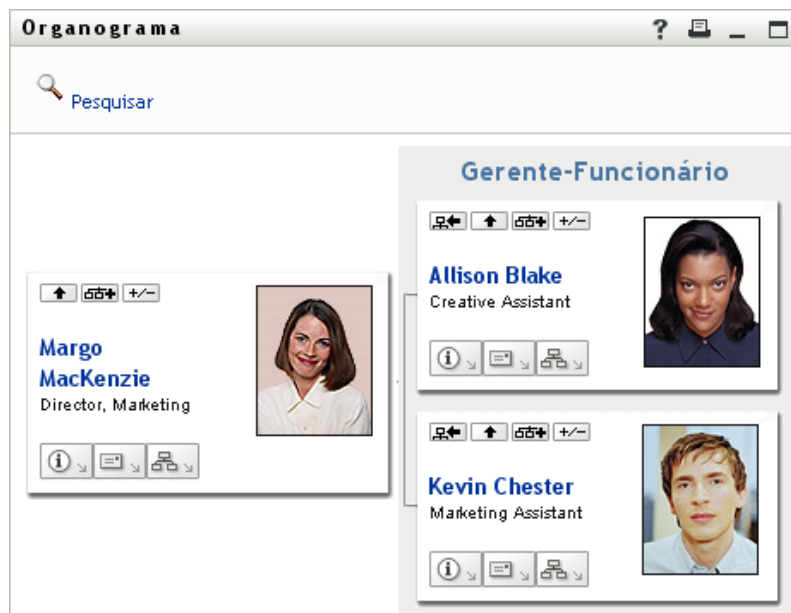 Organograma
?
Pesquisar
Gerente-Funcionário
+/-
Allison Blake
Creative Assistant
+/-
Margo
MacKenzie
Director, Marketing
+/-
Kevin Chester
Marketing Assistant